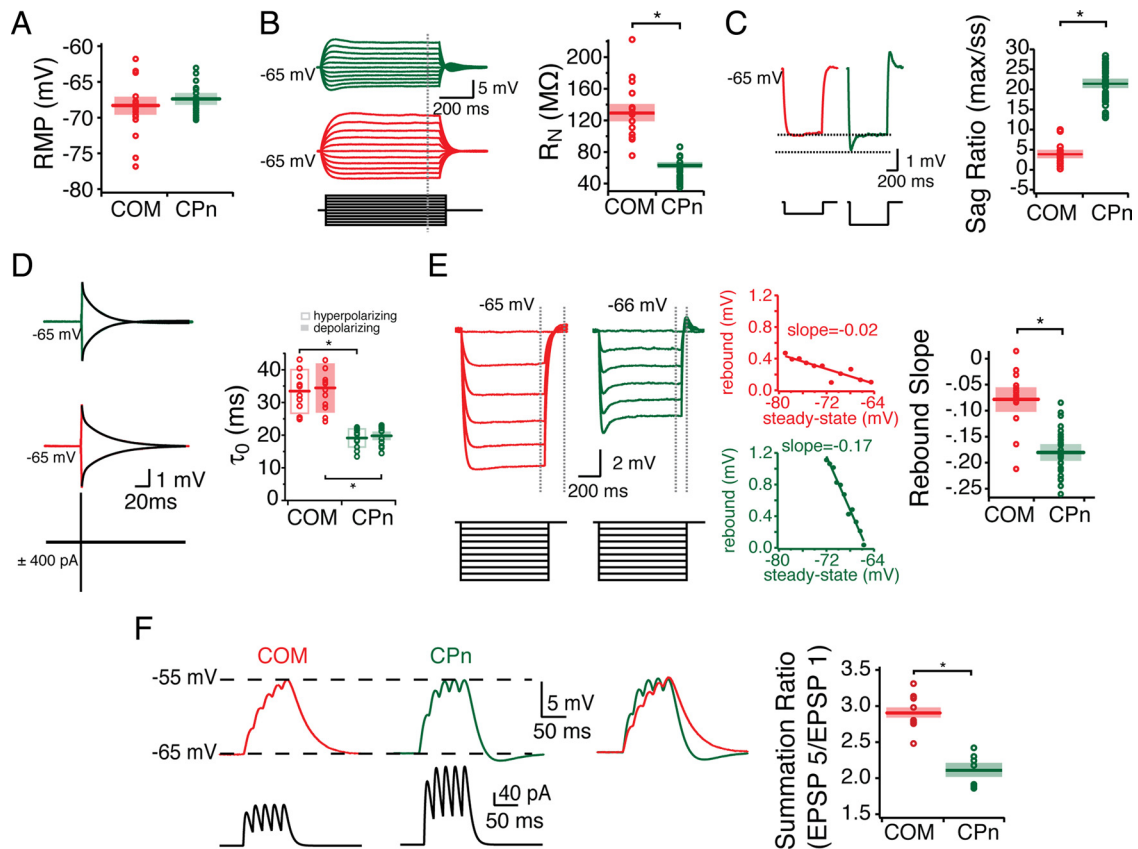 A
RMP (mV)
-60
-65
-70
-75
-80
COM
CPn
B
-65 mV
5 mV
200 ms
-65 mV
R_N (MΩ)
*
240
200
160
120
80
40
COM
CPn
C
-65 mV
1 mV
200 ms
Sag Ratio (max/ss)
*
30
25
20
15
10
5
0
-5
COM
CPn
D
-65 mV
-65 mV
1 mV
20ms
± 400 pA
hyperpolarizing
depolarizing
τ0 (ms)
*
40
30
20
10
0
*
COM
CPn
E
-65 mV
-66 mV
2 mV
200 ms
rebound (mV)
1.2
0.8
0.4
0.0
slope=-0.02
-80
-72
-64
steady-state (mV)
slope=-0.17
rebound (mV)
1.2
0.8
0.4
0.0
-80
-72
-64
steady-state (mV)
Rebound Slope
*
0
-.05
-.10
-.15
-.20
-.26
COM
CPn
F
COM
CPn
-55 mV
-65 mV
5 mV
50 ms
40 pA
50 ms
Summation Ratio
(EPSP 5/EPSP 1)
*
3.5
3.1
2.6
2.0
1.5
COM
CPn